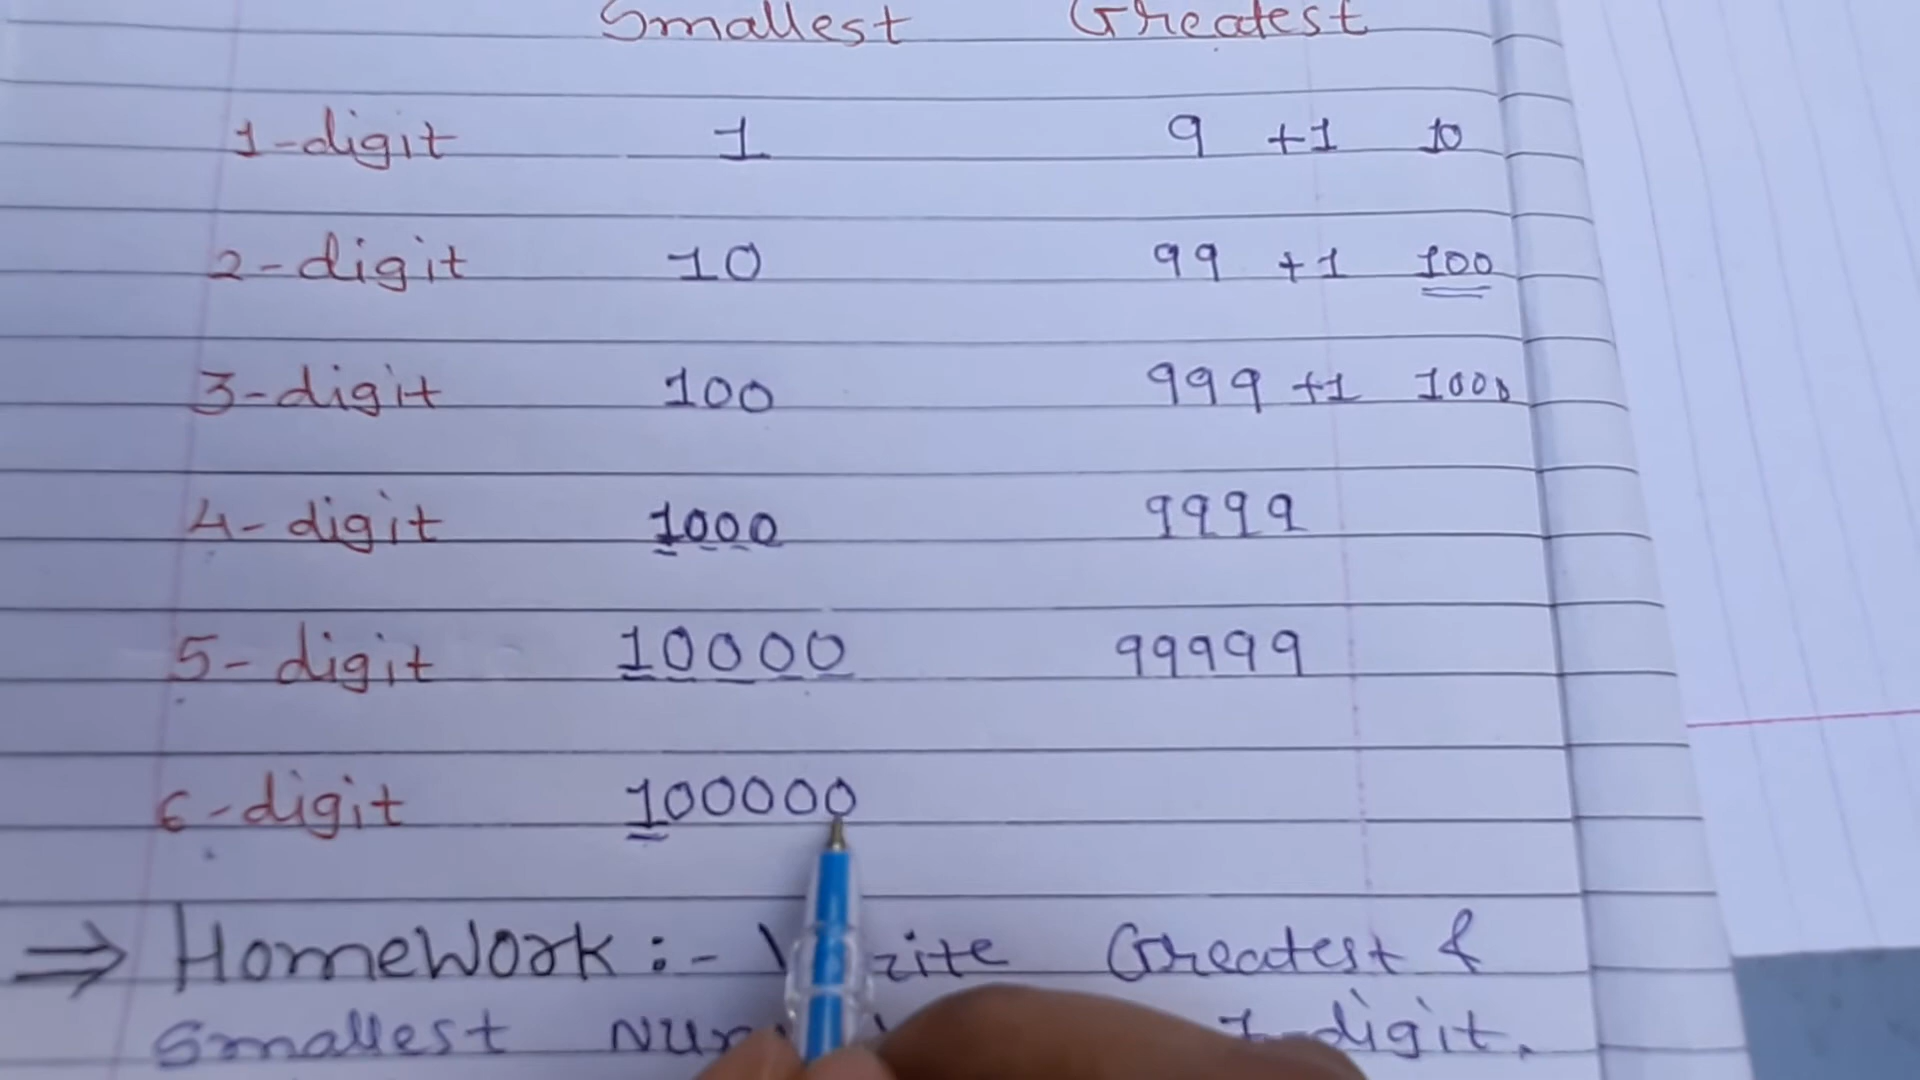 Smallest Greatest
1-digit 1 9 +1 10
2-digit 10 99 +1 100
3-digit 100 999 +1 1000
4-digit 1000 9999
5-digit 10000 99999
6-digit 100000
⇒ HomeWork :- Greatest &
Smallest 7-digit.